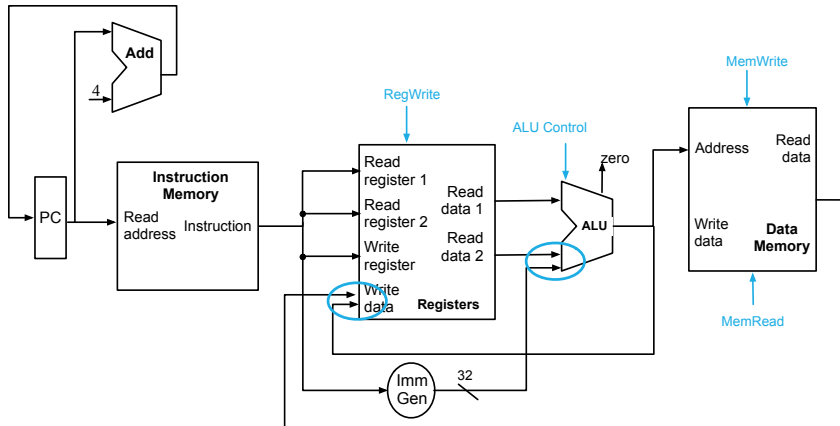 Add
4
PC
Instruction
Memory
Read
address
Instruction
RegWrite
Read
register 1
Read
register 2
Write
register
Write
data
Read
data 1
Read
data 2
Registers
Imm
Gen
32
ALU Control
zero
ALU
MemWrite
Address
Read
data
Write
data
Data
Memory
MemRead